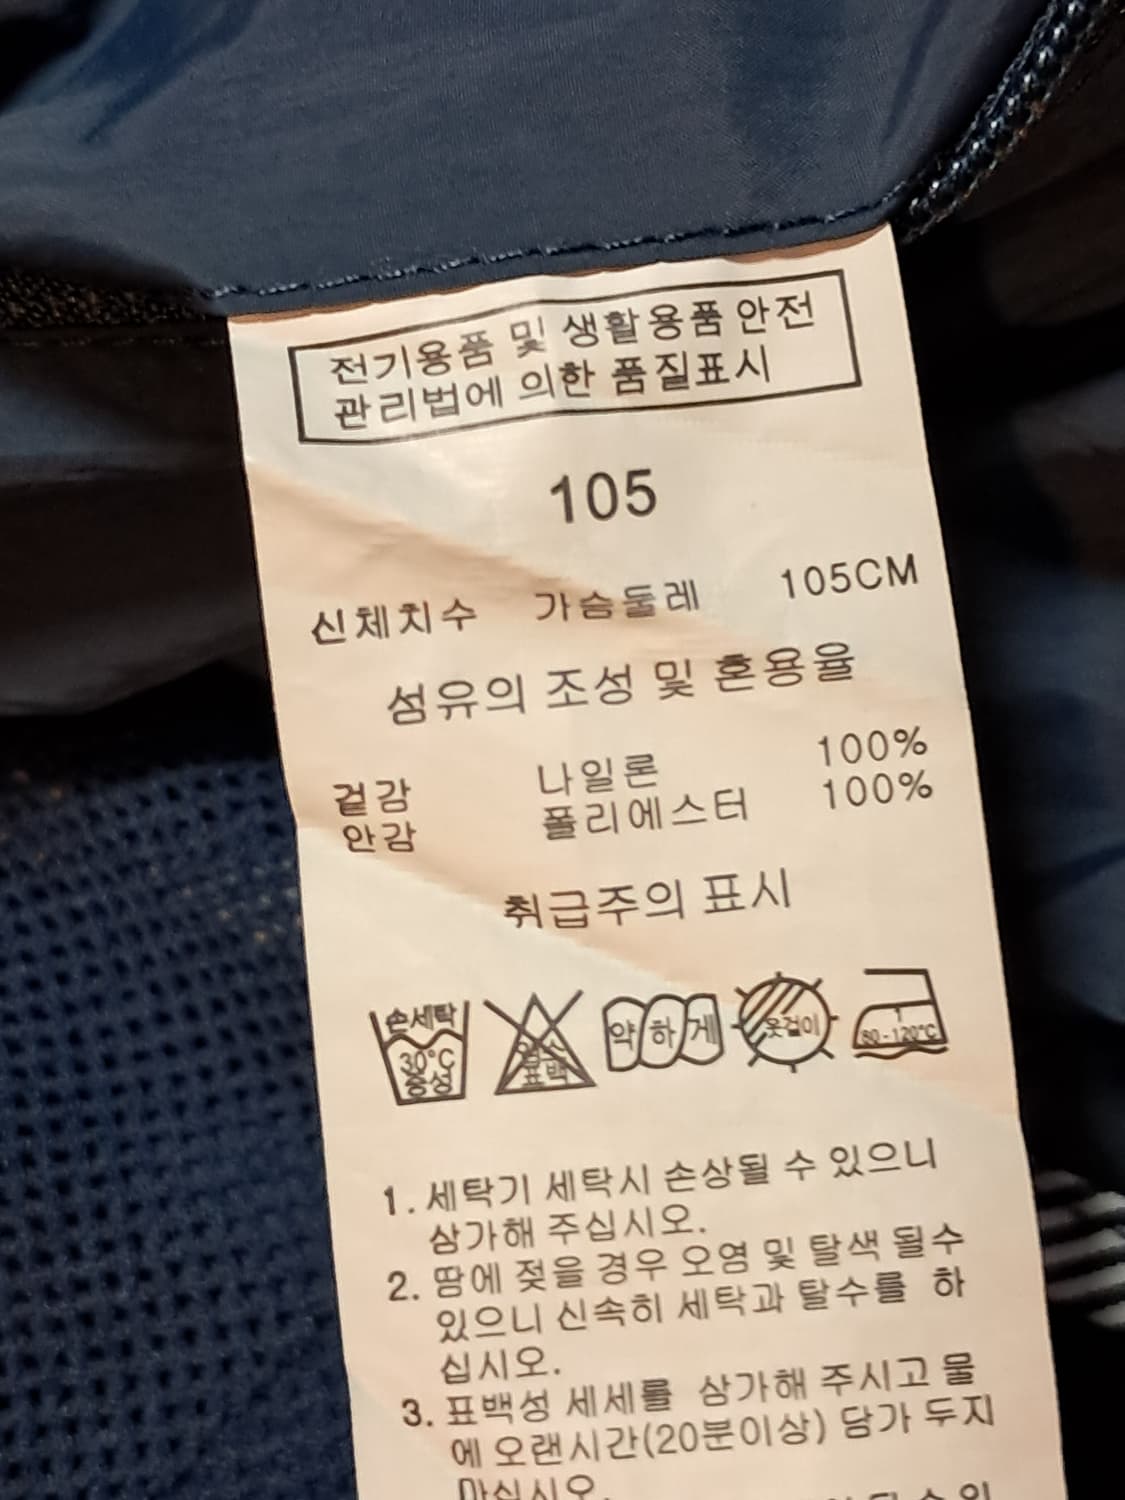 전기용품 및 생활용품 안전
관리법에 의한 품질표시
105
신체치수 가슴둘레 105CM
섬유의 조성 및 혼용율
겉감 나일론 100%
안감 폴리에스터 100%
취급주의 표시
손세탁
30°C
중성
염소
표백
약하게
옷걸이
80-120°C
1. 세탁기 세탁시 손상될 수 있으니
삼가해 주십시오.
2. 땀에 젖을 경우 오염 및 탈색 될수
있으니 신속히 세탁과 탈수를 하
십시오.
3. 표백성 세세를 삼가해 주시고 물
에 오랜시간(20분이상) 담가 두지
마십시오.